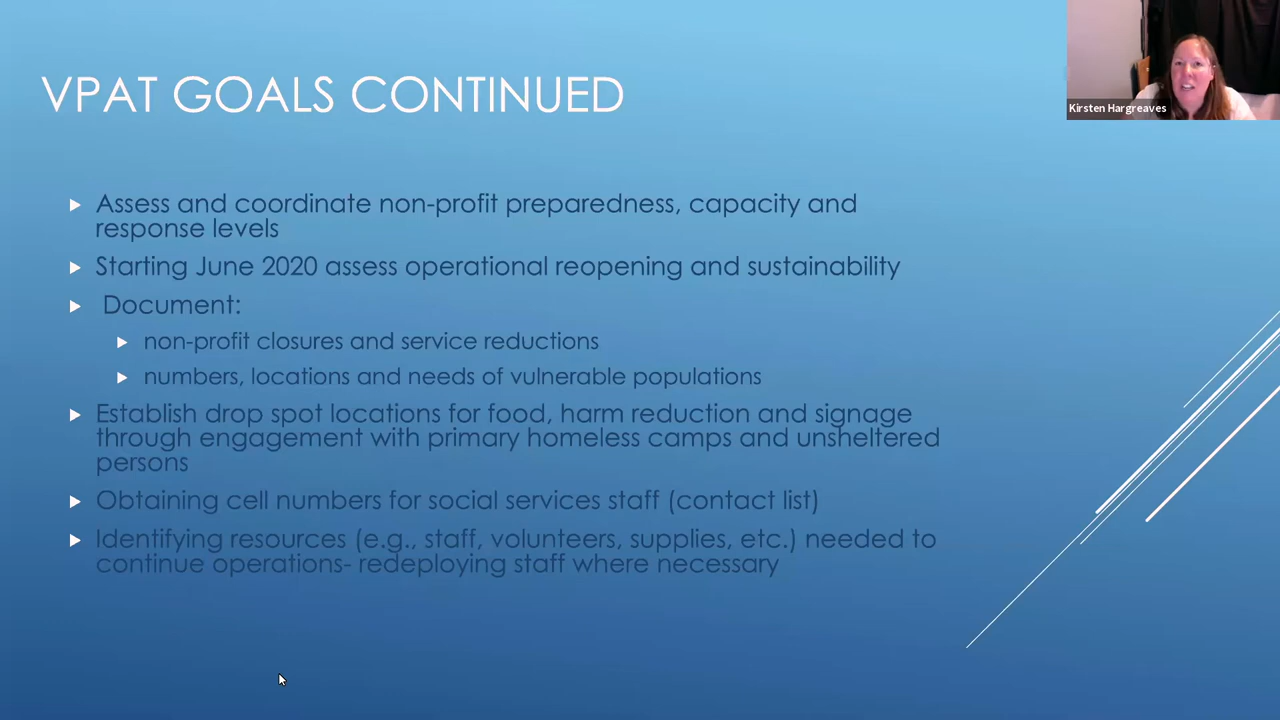 VPAT GOALS CONTINUED
Kirsten Hargreaves
Assess and coordinate non-profit preparedness, capacity and
response levels
Starting June 2020 assess operational reopening and sustainability
Document:
non-profit closures and service reductions
numbers, locations and needs of vulnerable populations
Establish drop spot locations for food, harm reduction and signage
through engagement with primary homeless camps and unsheltered
persons
Obtaining cell numbers for social services staff (contact list)
Identifying resources (e.g., staff, volunteers, supplies, etc.) needed to
continue operations- redeploying staff where necessary